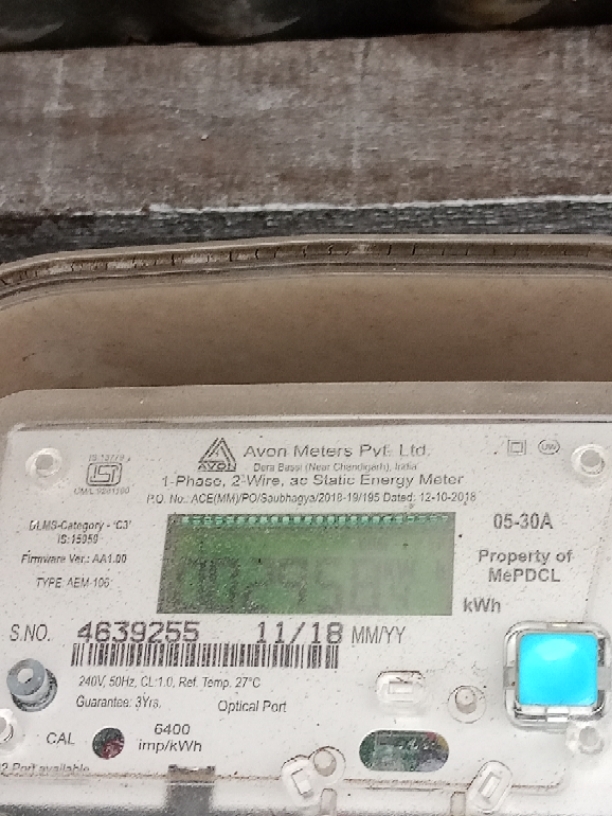 AVON
Avon Meters Pvt. Ltd.
Dera Bassi (Near Chandigarh), India
1-Phase, 2-Wire, ac Static Energy Meter
P.O. No.: ACE(MM)/PO/Saubhagya/2018-19/195 Dated: 12-10-2018
DLMS-Category - 'C3'
IS:15959
05-30A
Firmware Ver.: AA1.00
Property of
MePDCL
TYPE: AEM-106
kWh
S.NO. 4639255 11/18 MM/YY
240V, 50Hz, CL:1.0, Ref. Temp. 27°C
Guarantee: 3Yrs. Optical Port
CAL 6400
imp/kWh
Port available